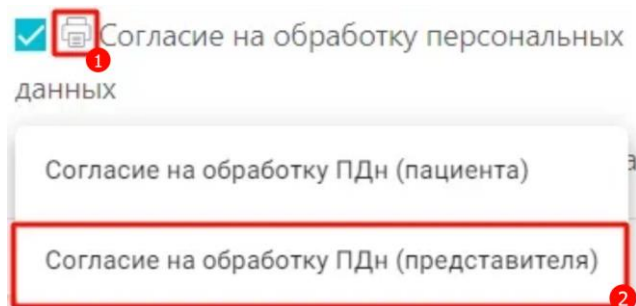 Согласие на обработку персональных
1
данных
Согласие на обработку ПДн (пациента)
Согласие на обработку ПДн (представителя)
2